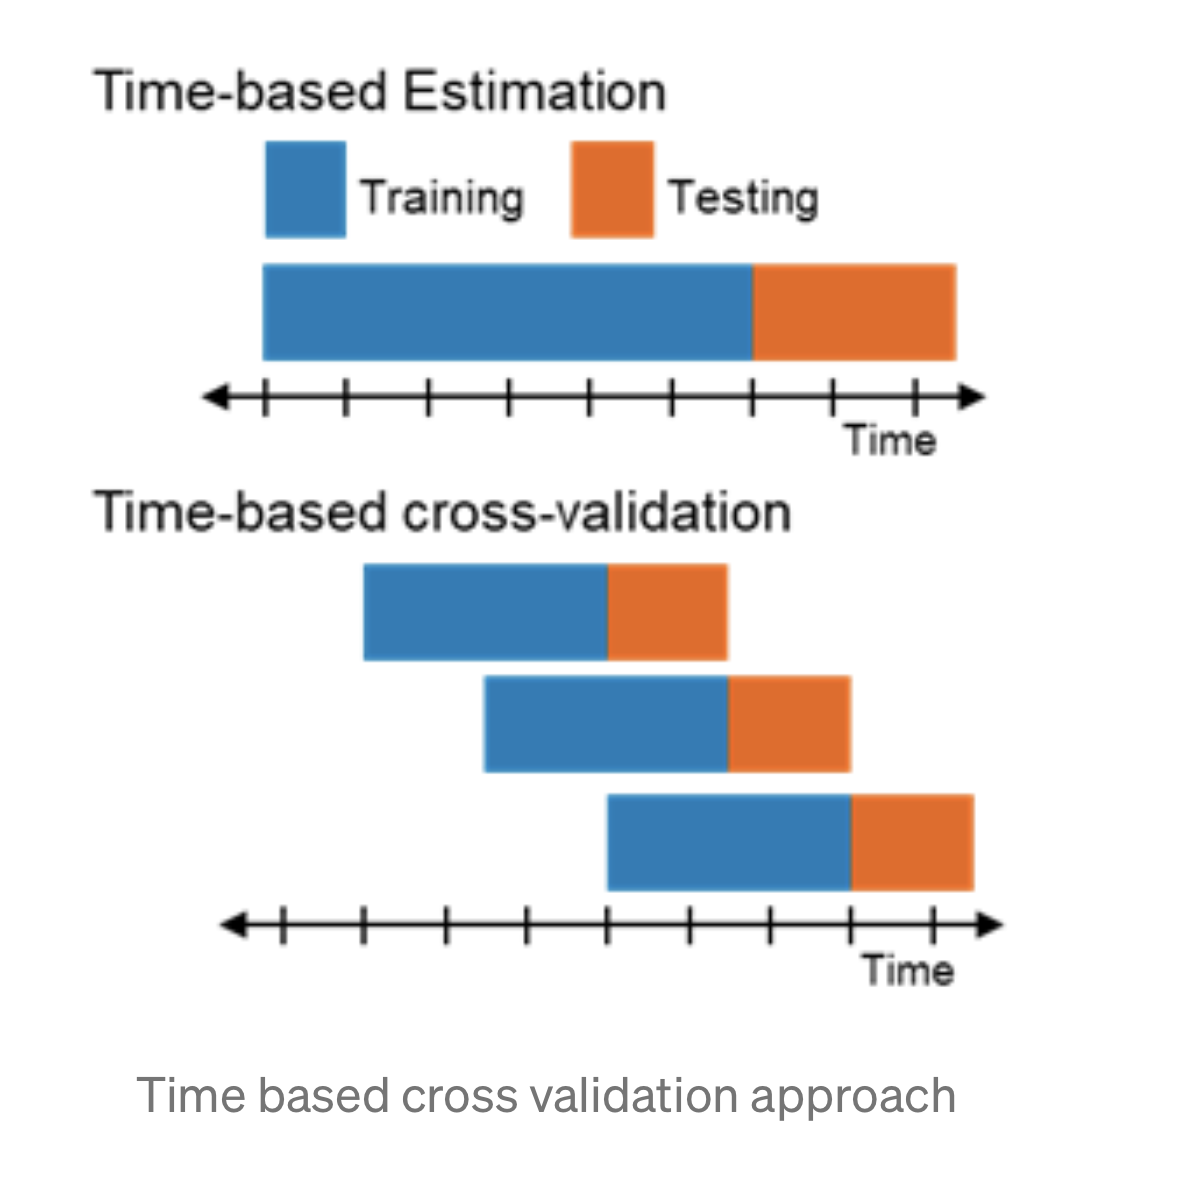 Time-based Estimation
Training Testing
Time
Time-based cross-validation
Time
Time based cross validation approach